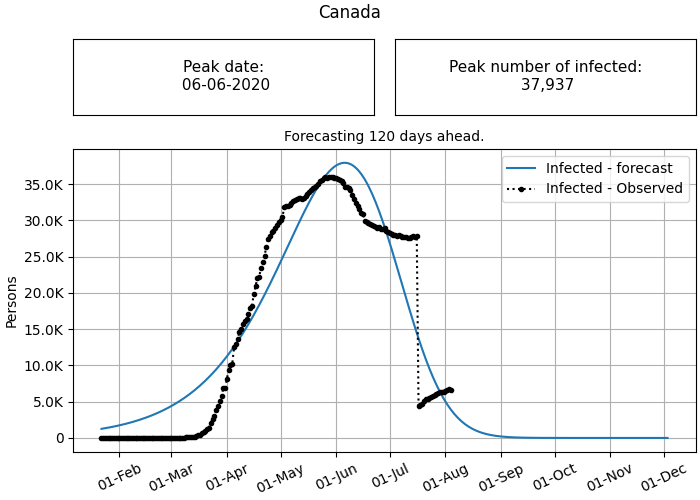 Canada
Peak date:
06-06-2020
Peak number of infected:
37,937
Forecasting 120 days ahead.
Infected - forecast
Infected - Observed
Persons
35.0K
30.0K
25.0K
20.0K
15.0K
10.0K
5.0K
0
01-Feb
01-Mar
01-Apr
01-May
01-Jun
01-Jul
01-Aug
01-Sep
01-Oct
01-Nov
01-Dec